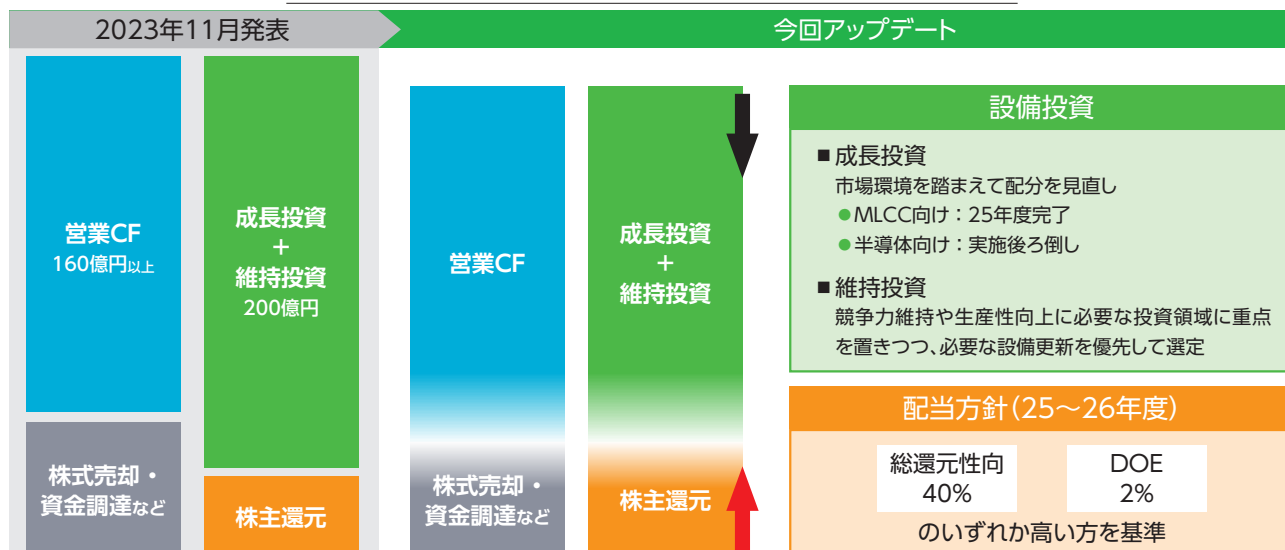 2023年11月発表
今回アップデート
営業CF
160億円以上
成長投資
+
維持投資
200億円
株式売却・
資金調達など
株主還元
営業CF
成長投資
+
維持投資
株式売却・
資金調達など
株主還元
設備投資
■成長投資
市場環境を踏まえて配分を見直し
●MLCC向け：25年度完了
●半導体向け：実施後ろ倒し
■維持投資
競争力維持や生産性向上に必要な投資領域に重点
を置きつつ、必要な設備更新を優先して選定
配当方針（25～26年度）
総還元性向
40%
DOE
2%
のいずれか高い方を基準